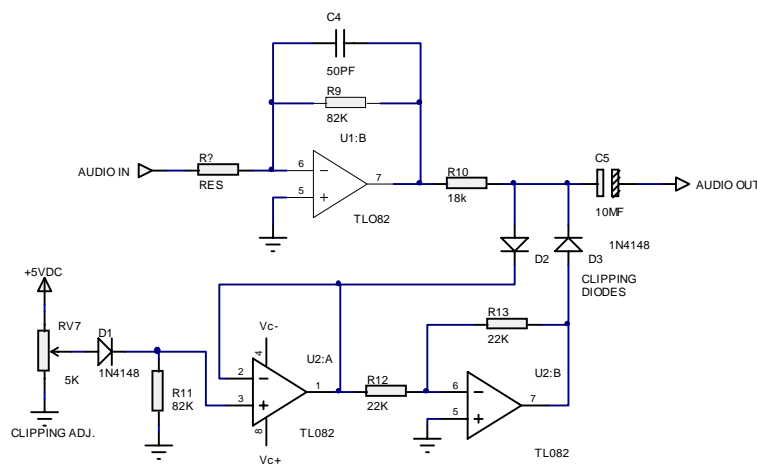 C4
50PF
R9
82K
U1:B
AUDIO IN
R?
RES
6
5
7
TLO82
R10
18k
C5
10MF
AUDIO OUT
D2
1N4148
D3
CLIPPING
DIODES
+5VDC
RV7
5K
CLIPPING ADJ.
D1
1N4148
R11
82K
Vc-
4
U2:A
2
3
1
8
Vc+
TL082
R12
22K
R13
22K
U2:B
6
5
7
TL082